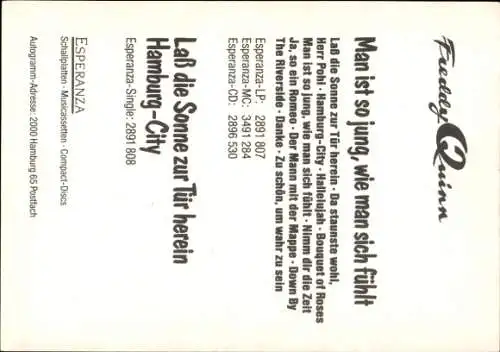 Freddy Quinn
Man ist so jung, wie man sich fühlt
Laß die Sonne zur Tür herein · Da staunste wohl,
Herr Pohl · Hamburg-City · Hallelujah · Bouquet of Roses
Man ist so jung, wie man sich fühlt · Nimm dir die Zeit
Ja, so ein Romeo · Der Mann mit der Mappe · Down By
The Riverside · Danke · Zu schön, um wahr zu sein
Esperanza-LP: 2891 807
Esperanza-MC: 3491 284
Esperanza-CD: 2896 530
Laß die Sonne zur Tür herein
Hamburg-City
Esperanza-Single: 2891 808
ESPERANZA
Schallplatten · Musicassetten · Compact-Discs
Autogramm-Adresse: 2000 Hamburg 65 Postfach